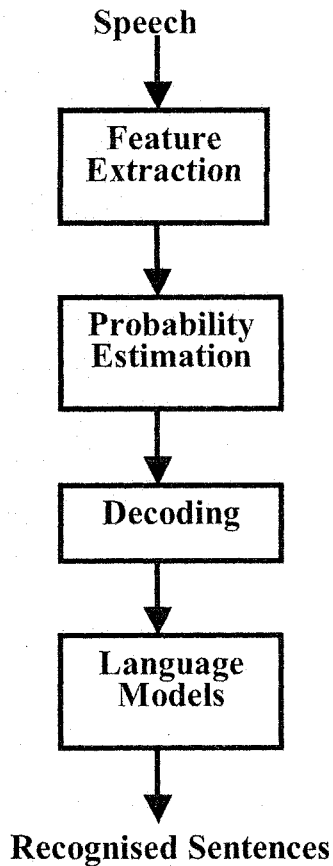 Speech
Feature
Extraction
Probability
Estimation
Decoding
Language
Models
Recognised Sentences